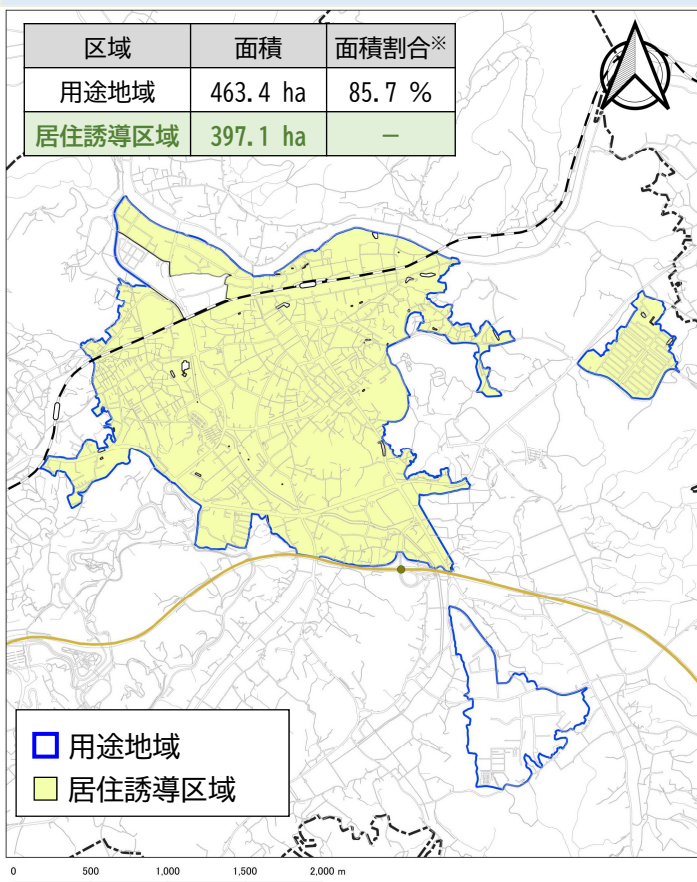 区域 面積 面積割合※
用途地域 463.4 ha 85.7 %
居住誘導区域 397.1 ha －
用途地域
居住誘導区域
0 500 1,000 1,500 2,000 m